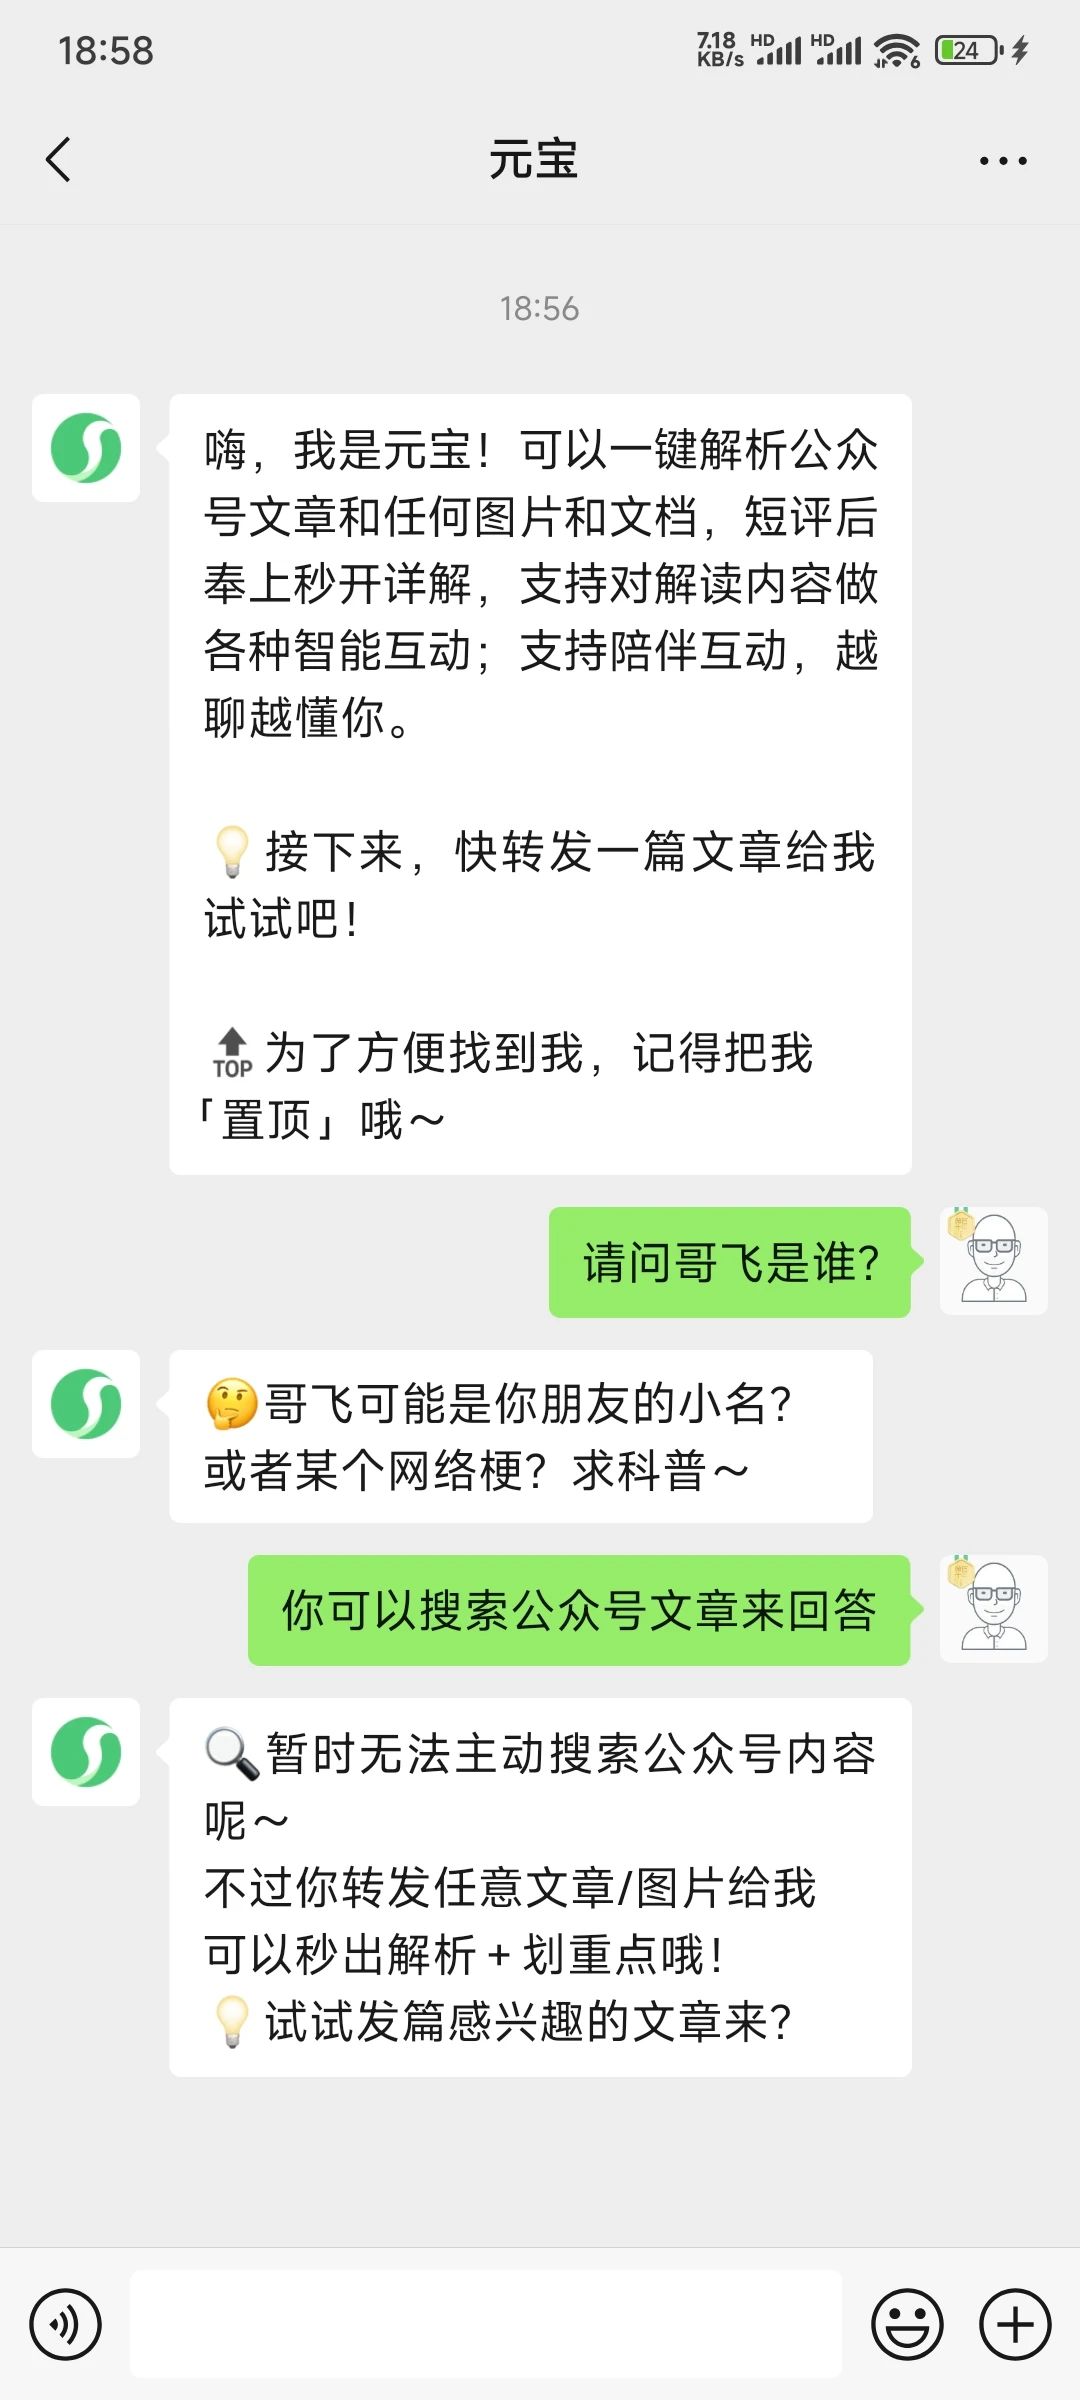 18:58
7.18
KB/s
HD
HD
6
24
元宝
18:56
嗨，我是元宝！可以一键解析公众
号文章和任何图片和文档，短评后
奉上秒开详解，支持对解读内容做
各种智能互动；支持陪伴互动，越
聊越懂你。
💡接下来，快转发一篇文章给我
试试吧！
TOP
为了方便找到我，记得把我
「置顶」哦～
请问哥飞是谁？
🤔哥飞可能是你朋友的小名？
或者某个网络梗？求科普～
你可以搜索公众号文章来回答
🔍暂时无法主动搜索公众号内容
呢～
不过你转发任意文章/图片给我
可以秒出解析+划重点哦！
💡试试发篇感兴趣的文章来？